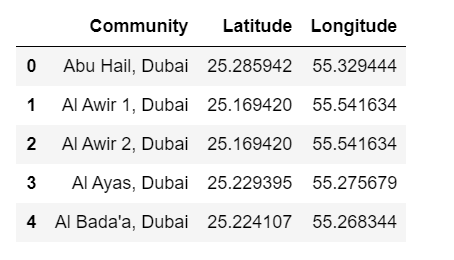 Community Latitude Longitude
0 Abu Hail, Dubai 25.285942 55.329444
1 Al Awir 1, Dubai 25.169420 55.541634
2 Al Awir 2, Dubai 25.169420 55.541634
3 Al Ayas, Dubai 25.229395 55.275679
4 Al Bada'a, Dubai 25.224107 55.268344